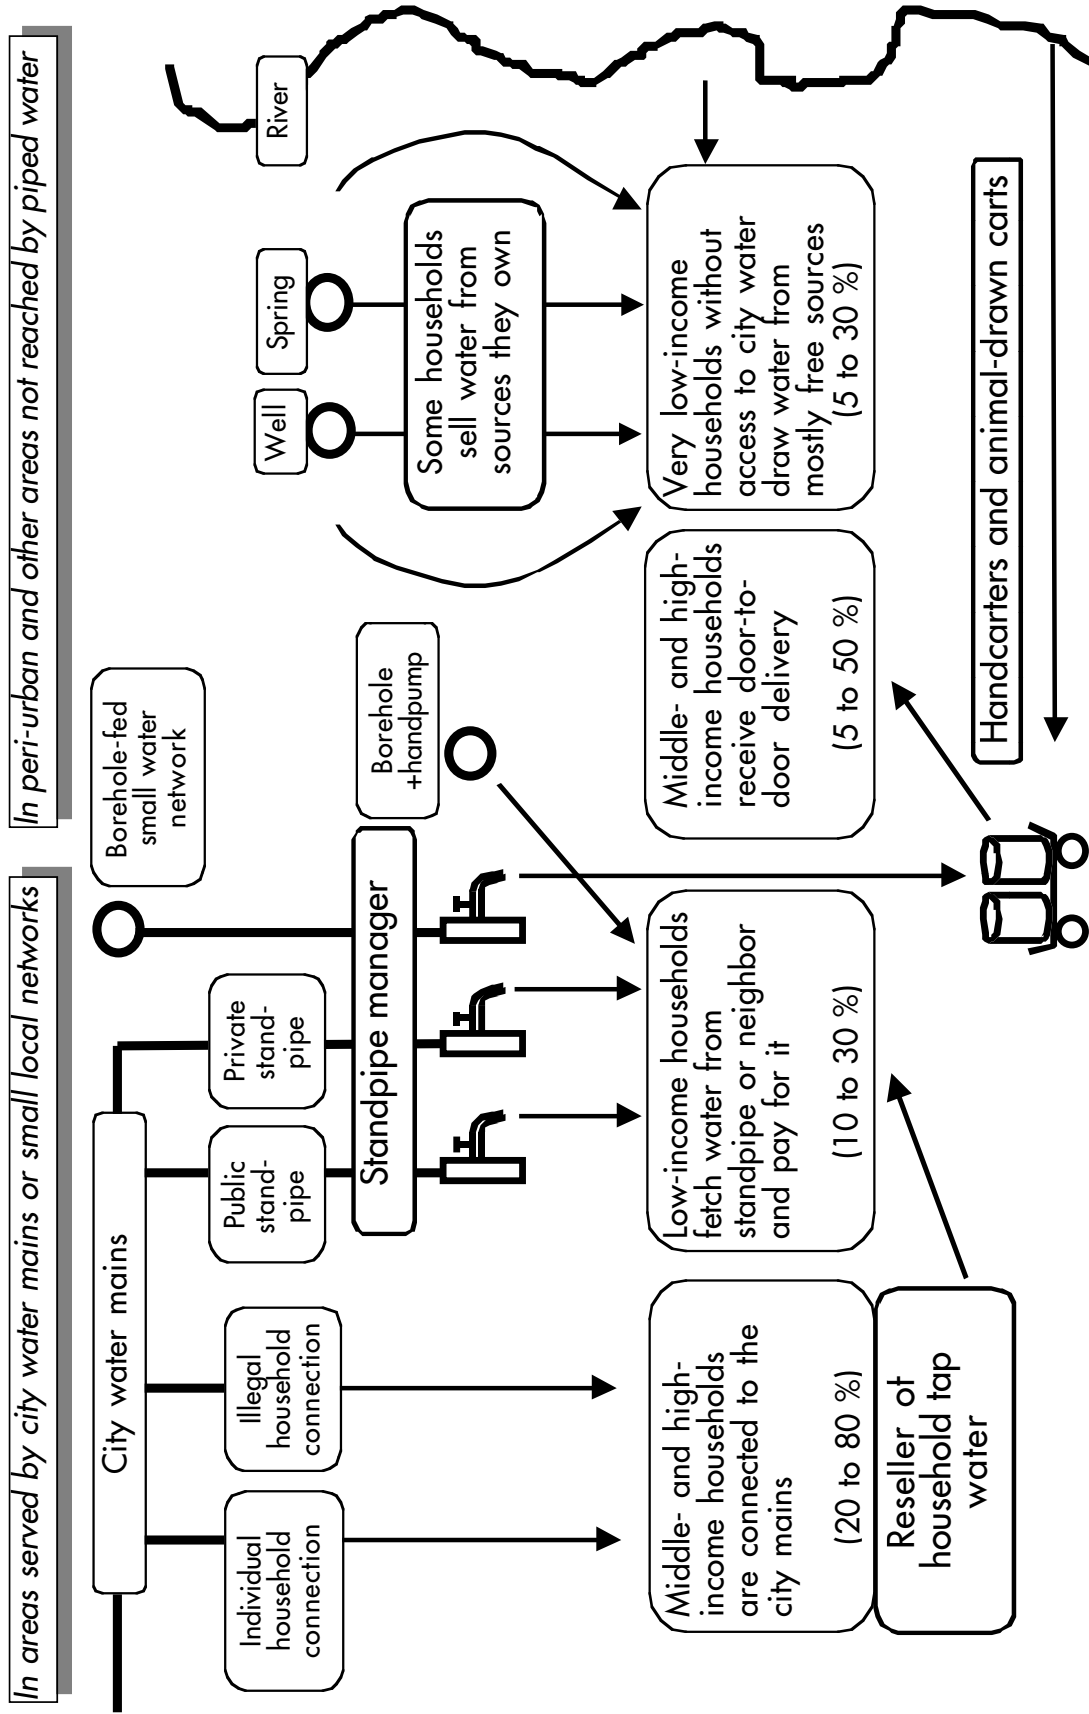 In areas served by city water mains or small local networks
In peri-urban and other areas not reached by piped water
City water mains
Borehole-fed
small water
network
Individual
household
connection
Illegal
household
connection
Public
stand-
pipe
Private
stand-
pipe
Standpipe manager
Borehole
+handpump
Well
Spring
River
Some households
sell water from
sources they own
Middle- and high-
income households
are connected to the
city mains
(20 to 80 %)
Reseller of
household tap
water
Low-income households
fetch water from
standpipe or neighbor
and pay for it
(10 to 30 %)
Middle- and high-
income households
receive door-to-
door delivery
(5 to 50 %)
Very low-income
households without
access to city water
draw water from
mostly free sources
(5 to 30 %)
Handcarters and animal-drawn carts